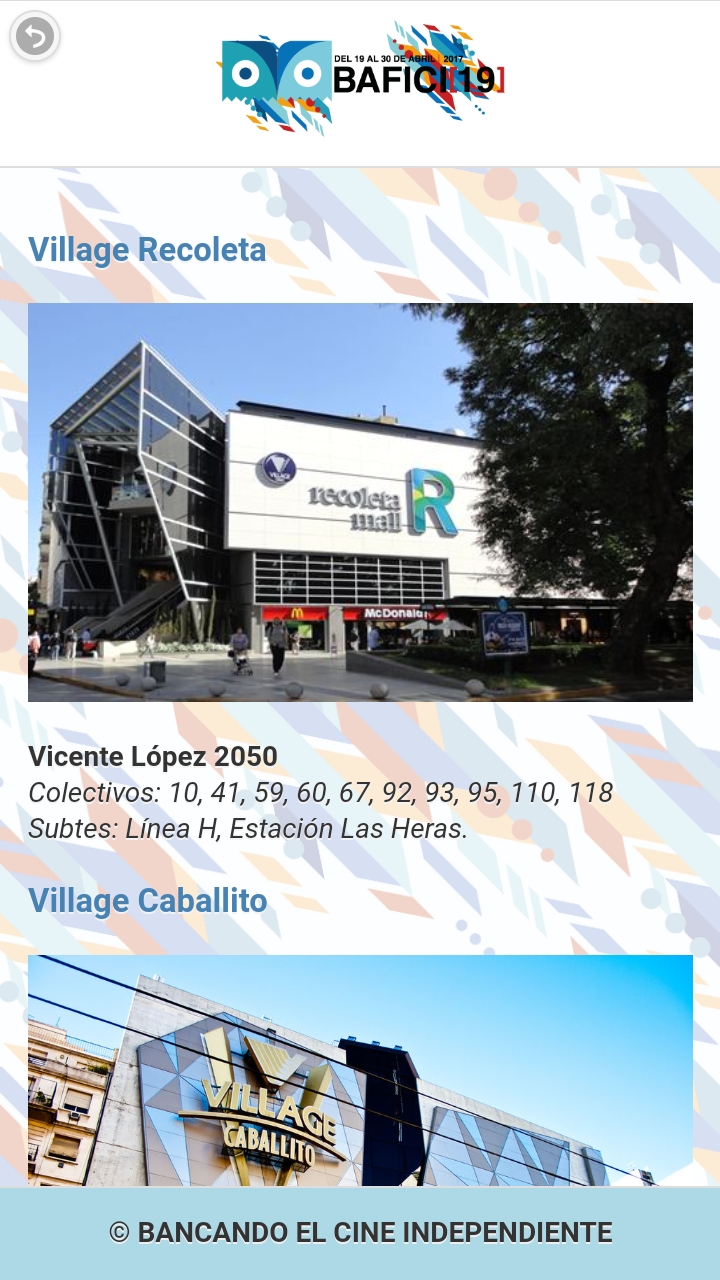 DEL 19 AL 30 DE ABRIL | 2017
BAFICI[19]
Village Recoleta
VILLAGE
recoleta
mall
R
McDonald's
Vicente López 2050
Colectivos: 10, 41, 59, 60, 67, 92, 93, 95, 110, 118
Subtes: Línea H, Estación Las Heras.
Village Caballito
VILLAGE
CABALLITO
© BANCANDO EL CINE INDEPENDIENTE